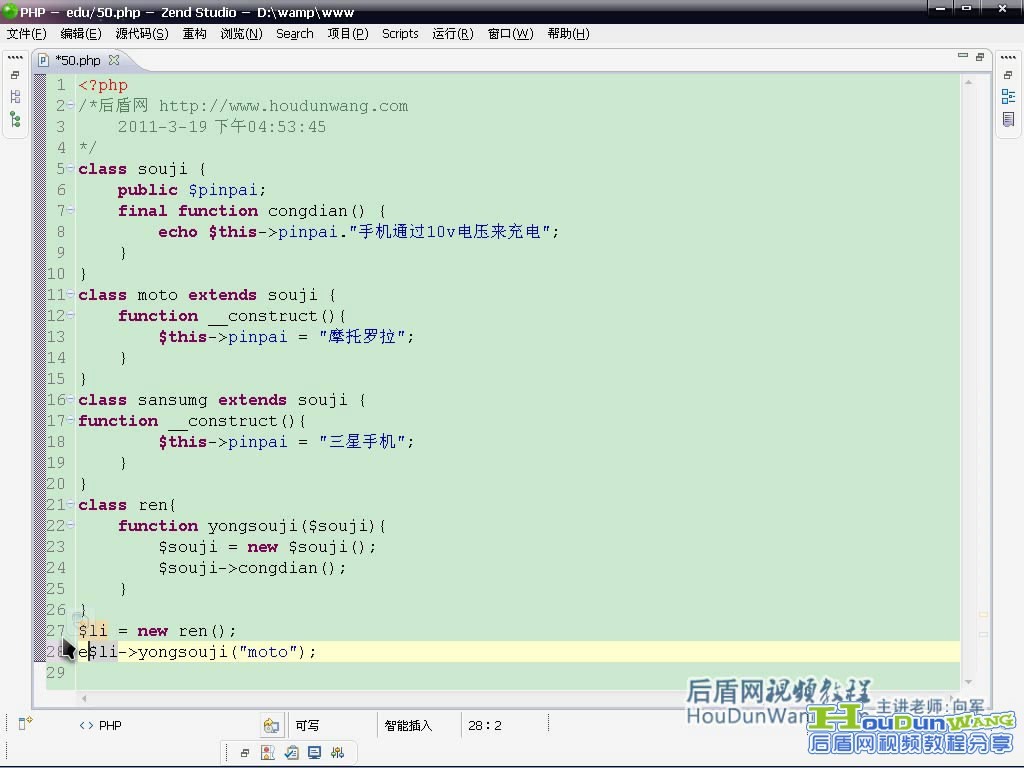 PHP - edu/50.php - Zend Studio - D:\wamp\www
文件(F) 编辑(E) 源代码(S) 重构 浏览(N) Search 项目(P) Scripts 运行(R) 窗口(W) 帮助(H)
*50.php
1 <?php
2 /*后盾网 http://www.houdunwang.com
3 2011-3-19 下午04:53:45
4 */
5 class souji {
6 public $pinpai;
7 final function congdian() {
8 echo $this->pinpai."手机通过10v电压来充电";
9 }
10 }
11 class moto extends souji {
12 function __construct(){
13 $this->pinpai = "摩托罗拉";
14 }
15 }
16 class sansumg extends souji {
17 function __construct(){
18 $this->pinpai = "三星手机";
19 }
20 }
21 class ren{
22 function yongsouji($souji){
23 $souji = new $souji();
24 $souji->congdian();
25 }
26 }
27 $li = new ren();
28 e$li->yongsouji("moto");
29
后盾网视频教程
HouDunWang
主讲老师:向军
HouDunWang
后盾网视频教程分享
<> PHP 可写 智能插入 28 : 2